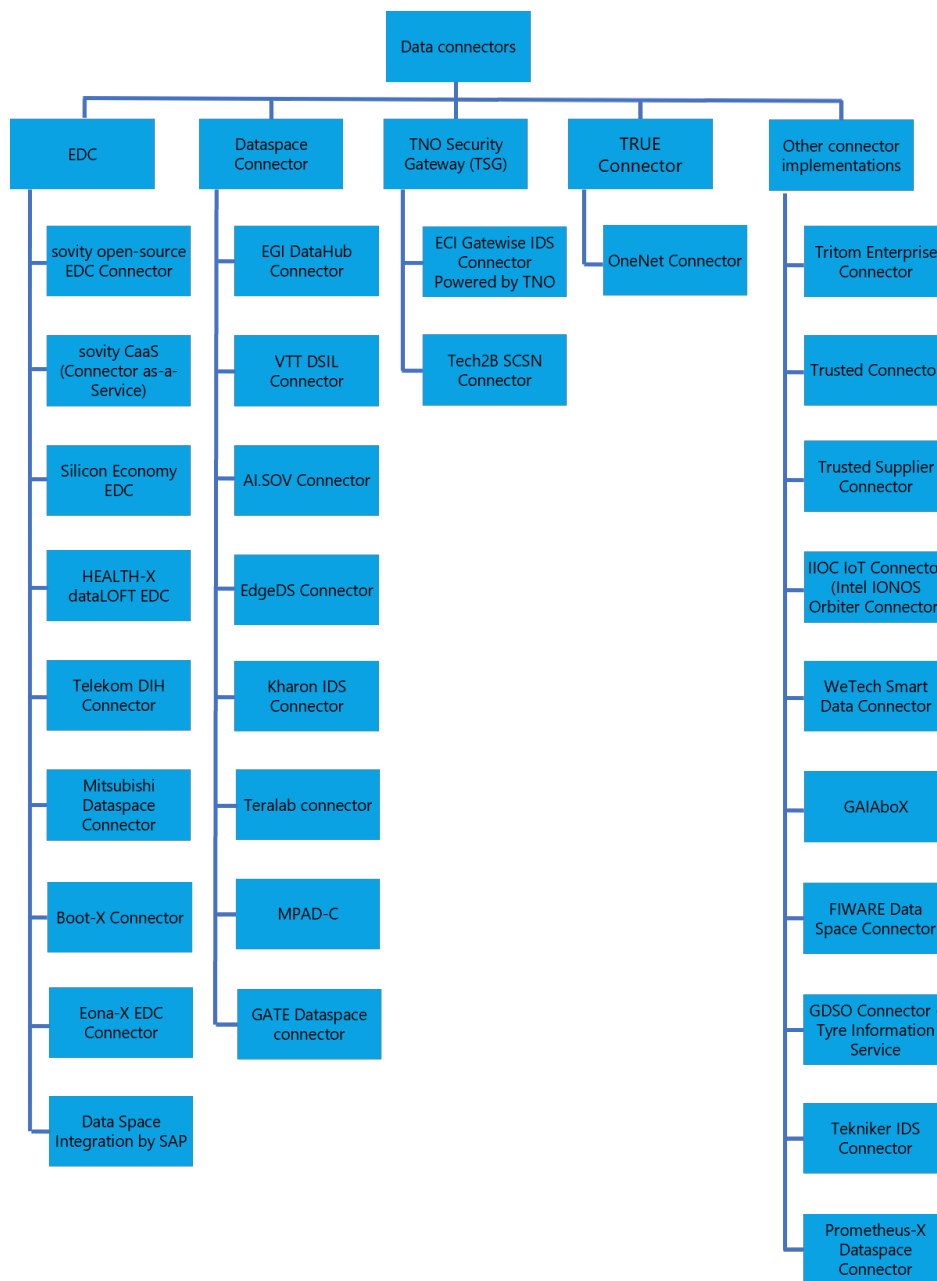 Data connectors
EDC
Dataspace
Connector
TNO Security
Gateway (TSG)
TRUE
Connector
Other connector
implementations
sovity open-source
EDC Connector
sovity CaaS
(Connector as-a-
Service)
Silicon Economy
EDC
HEALTH-X
dataLOFT EDC
Telekom DIH
Connector
Mitsubishi
Dataspace
Connector
Boot-X Connector
Eona-X EDC
Connector
Data Space
Integration by SAP
EGI DataHub
Connector
VTT DSIL
Connector
AI.SOV Connector
EdgeDS Connector
Kharon IDS
Connector
Teralab connector
MPAD-C
GATE Dataspace
connector
ECI Gatewise IDS
Connector
Powered by TNO
Tech2B SCSN
Connector
OneNet Connector
Tritom Enterprise
Connector
Trusted Connecto
Trusted Supplier
Connector
IIOC IoT Connecto
(Intel IONOS
Orbiter Connector
WeTech Smart
Data Connector
GAIAboX
FIWARE Data
Space Connector
GDSO Connector -
Tyre Information
Service
Tekniker IDS
Connector
Prometheus-X
Dataspace
Connector